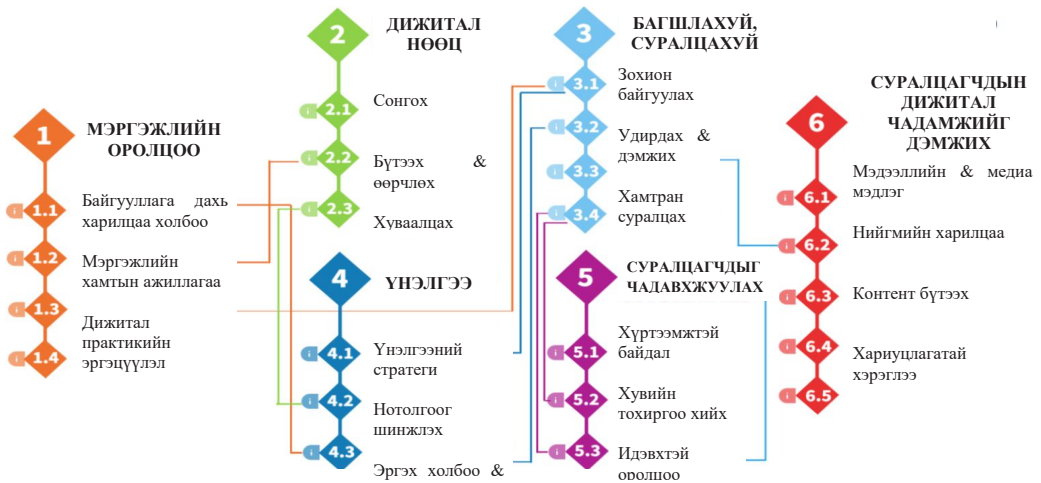 1
МЭРГЭЖЛИЙН
ОРОЛЦОО
1.1
Байгууллага дахь
харилцаа холбоо
1.2
Мэргэжлийн
хамтын ажиллагаа
1.3
Дижитал
практикийн
эргэцүүлэл
1.4
2
ДИЖИТАЛ
НӨӨЦ
2.1
Сонгох
2.2
Бүтээх &
өөрчлөх
2.3
Хуваалцах
3
БАГШЛАХУЙ,
СУРАЛЦАХУЙ
3.1
Зохион
байгуулах
3.2
Удирдах &
дэмжих
3.3
Хамтран
суралцах
3.4
4
ҮНЭЛГЭЭ
4.1
Үнэлгээний
стратеги
4.2
Нотолгоог
шинжлэх
4.3
Эргэх холбоо &
5
СУРАЛЦАГЧДЫГ
ЧАДАВХЖУУЛАХ
5.1
Хүртээмжтэй
байдал
5.2
Хувийн
тохиргоо хийх
5.3
Идэвхтэй
оролцоо
6
СУРАЛЦАГЧДЫН
ДИЖИТАЛ
ЧАДАМЖИЙГ
ДЭМЖИХ
6.1
Мэдээллийн & медиа
мэдлэг
6.2
Нийгмийн харилцаа
6.3
Контент бүтээх
6.4
Хариуцлагатай
хэрэглээ
6.5